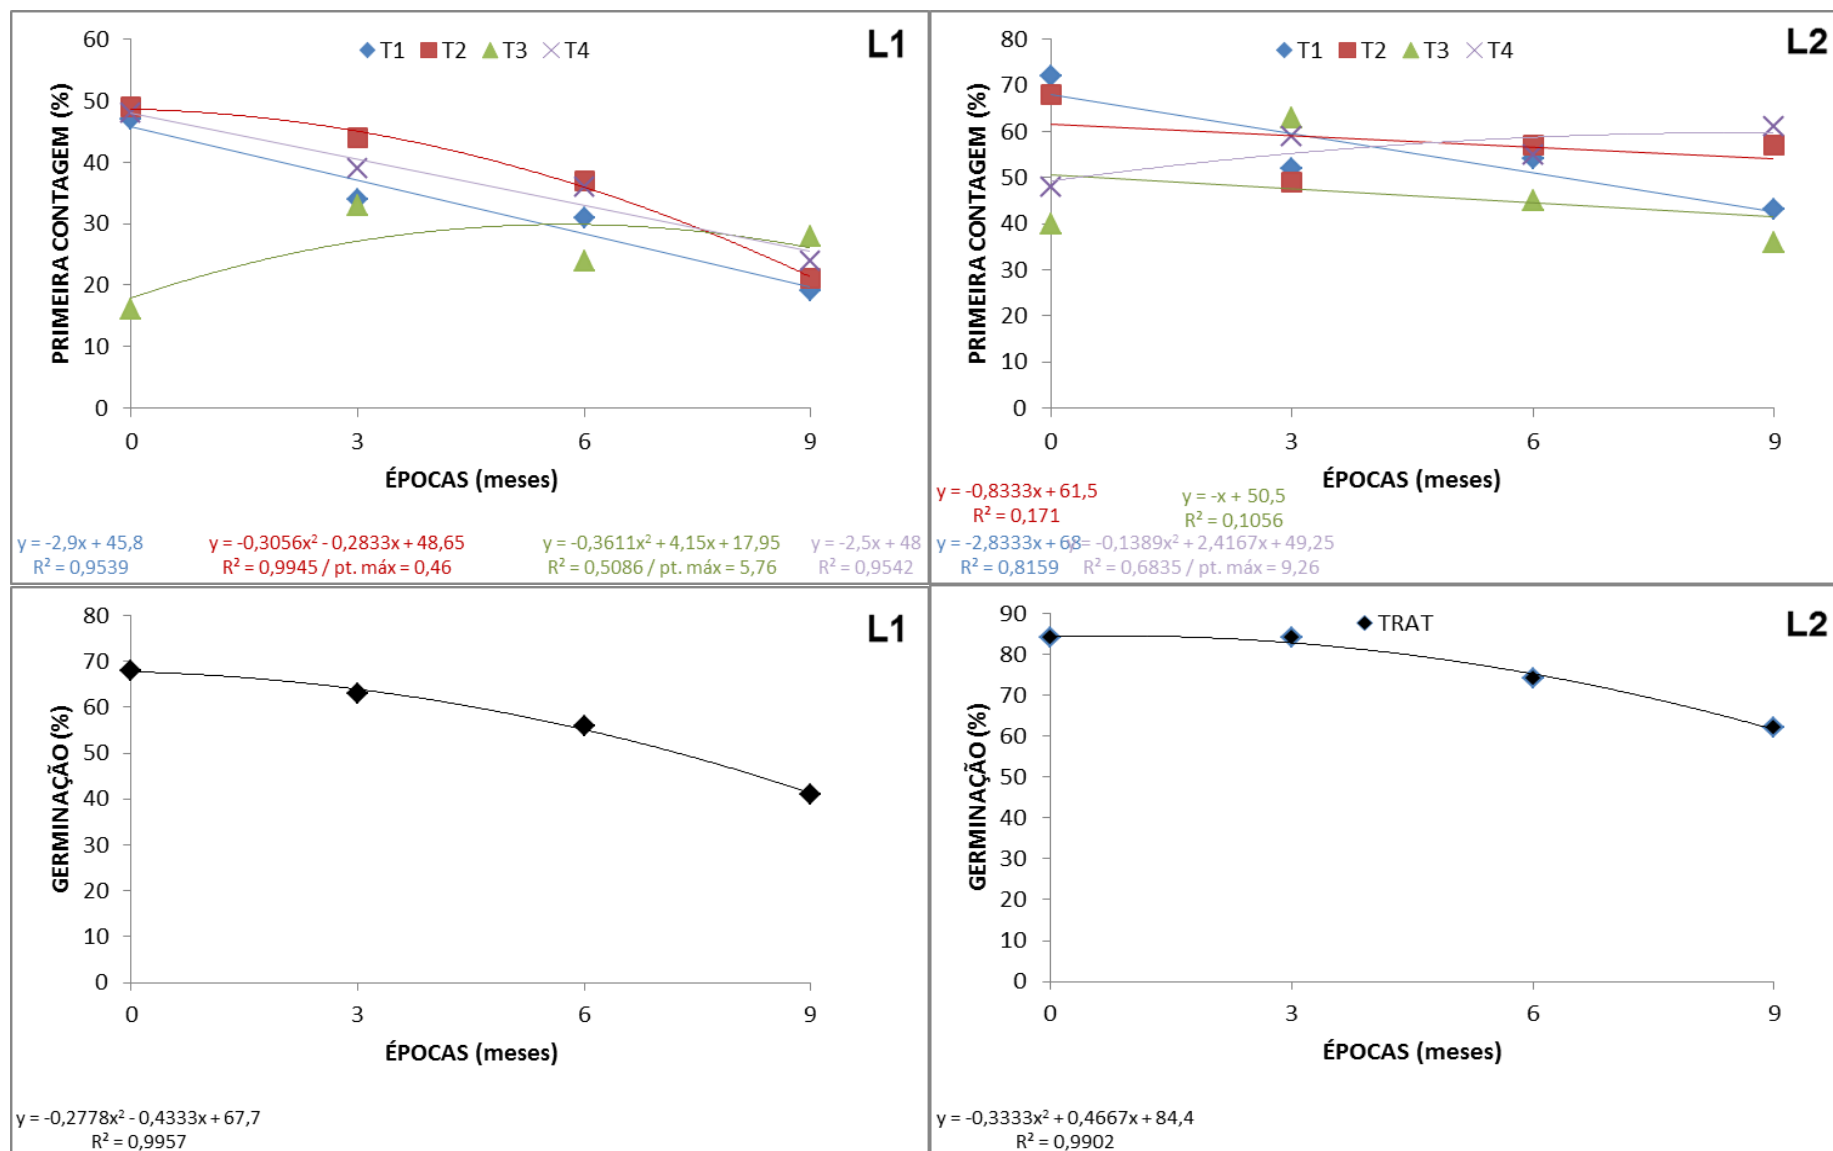 L1
T1 T2 T3 T4
60
50
40
30
20
10
0
PRIMEIRA CONTAGEM (%)
0 3 6 9
ÉPOCAS (meses)
y = -2,9x + 45,8
R² = 0,9539
y = -0,3056x² - 0,2833x + 48,65
R² = 0,9945 / pt. máx = 0,46
y = -0,3611x² + 4,15x + 17,95
R² = 0,5086 / pt. máx = 5,76
y = -2,5x + 48
R² = 0,9542
L2
T1 T2 T3 T4
80
70
60
50
40
30
20
10
0
PRIMEIRA CONTAGEM (%)
0 3 6 9
ÉPOCAS (meses)
y = -0,8333x + 61,5
R² = 0,171
y = -x + 50,5
R² = 0,1056
y = -2,8333x + 68
R² = 0,8159
y = -0,1389x² + 2,4167x + 49,25
R² = 0,6835 / pt. máx = 9,26
L1
80
70
60
50
40
30
20
10
0
GERMINAÇÃO (%)
0 3 6 9
ÉPOCAS (meses)
y = -0,2778x² - 0,4333x + 67,7
R² = 0,9957
L2
TRAT
90
80
70
60
50
40
30
20
10
0
GERMINAÇÃO (%)
0 3 6 9
ÉPOCAS (meses)
y = -0,3333x² + 0,4667x + 84,4
R² = 0,9902